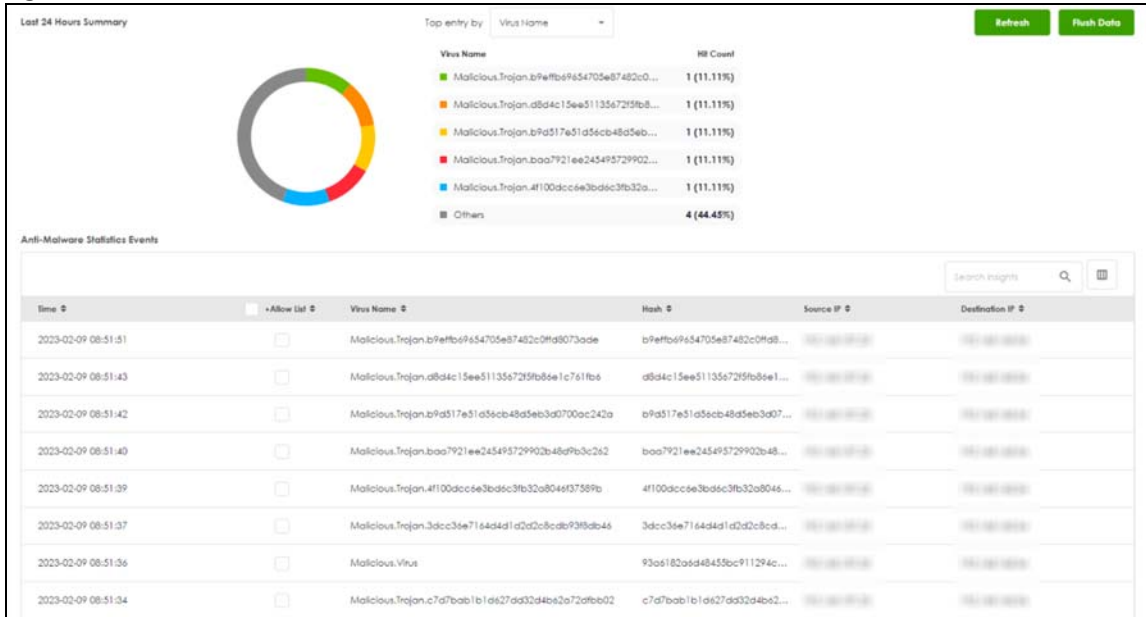 Last 24 Hours Summary Top entry by Virus Name Refresh Flush Data
Virus Name Hit Count
Malicious.Trojan.b9effb69654705e87482c0... 1 (11.11%)
Malicious.Trojan.d8d4c15ee51135672f5fb8... 1 (11.11%)
Malicious.Trojan.b9d517e51d56cb48d5eb... 1 (11.11%)
Malicious.Trojan.baa7921ee245495729902... 1 (11.11%)
Malicious.Trojan.4f100dcc6e3bd6c3fb32a... 1 (11.11%)
Others 4 (44.45%)
Anti-Malware Statistics Events
Search insights
Time +Allow List Virus Name Hash Source IP Destination IP
2023-02-09 08:51:51 Malicious.Trojan.b9effb69654705e87482c0ffd8073ade b9effb69654705e87482c0ffd8...
2023-02-09 08:51:43 Malicious.Trojan.d8d4c15ee51135672f5fb86e1c761fb6 d8d4c15ee51135672f5fb86e1...
2023-02-09 08:51:42 Malicious.Trojan.b9d517e51d56cb48d5eb3d0700ac242a b9d517e51d56cb48d5eb3d07...
2023-02-09 08:51:40 Malicious.Trojan.baa7921ee245495729902b48d9b3c262 baa7921ee245495729902b48...
2023-02-09 08:51:39 Malicious.Trojan.4f100dcc6e3bd6c3fb32a8046f37589b 4f100dcc6e3bd6c3fb32a8046...
2023-02-09 08:51:37 Malicious.Trojan.3dcc36e7164d4d1d2d2c8cdb93f8db46 3dcc36e7164d4d1d2d2c8cd...
2023-02-09 08:51:36 Malicious.Virus 93a6182a6d48455bc911294c...
2023-02-09 08:51:34 Malicious.Trojan.c7d7bab1b1d627dd32d4b62a72dfbb02 c7d7bab1b1d627dd32d4b62...